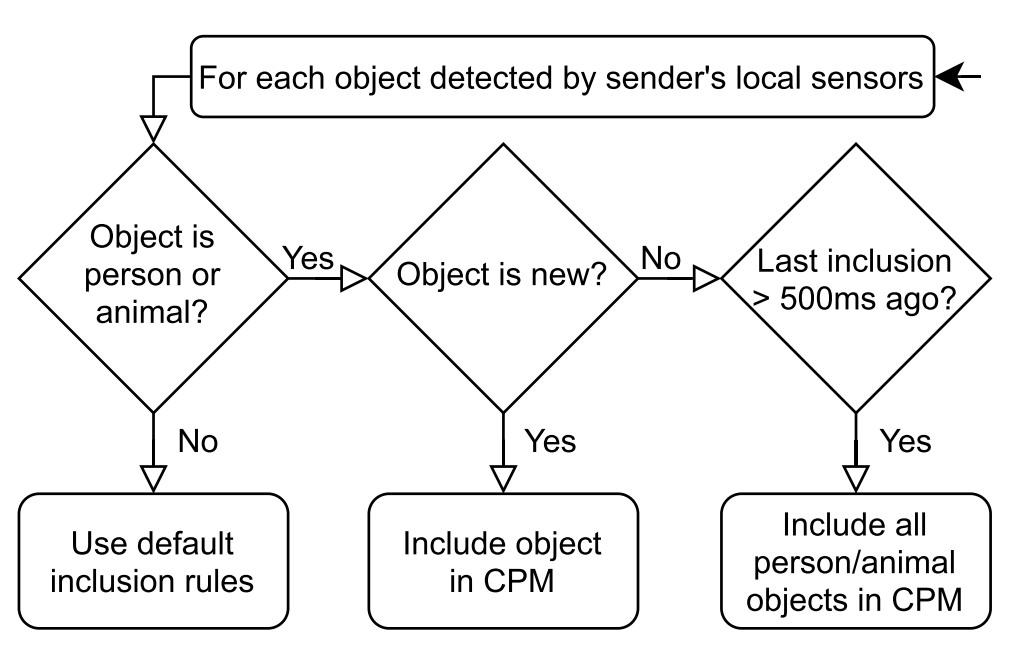 For each object detected by sender's local sensors
Object is
person or
animal?
Yes
Object is new?
No
Last inclusion
> 500ms ago?
No
Yes
Yes
Use default
inclusion rules
Include object
in CPM
Include all
person/animal
objects in CPM